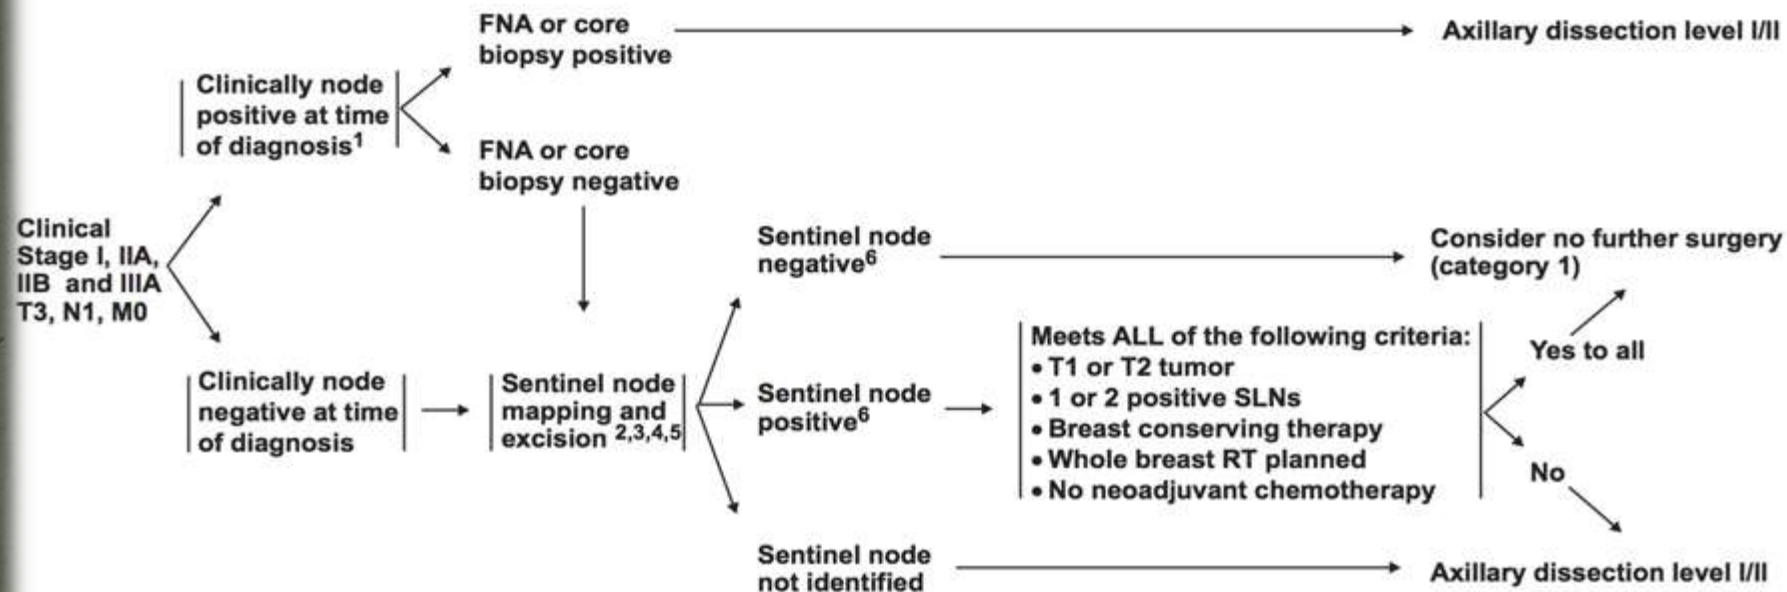 FNA or core
biopsy positive
Axillary dissection level I/II
Clinically node
positive at time
of diagnosis1
FNA or core
biopsy negative
Clinical
Stage I, IIA,
IIB and IIIA
T3, N1, M0
Sentinel node
negative6
Consider no further surgery
(category 1)
Clinically node
negative at time
of diagnosis
Sentinel node
mapping and
excision 2,3,4,5
Sentinel node
positive6
Meets ALL of the following criteria:
• T1 or T2 tumor
• 1 or 2 positive SLNs
• Breast conserving therapy
• Whole breast RT planned
• No neoadjuvant chemotherapy
Yes to all
No
Sentinel node
not identified
Axillary dissection level I/II